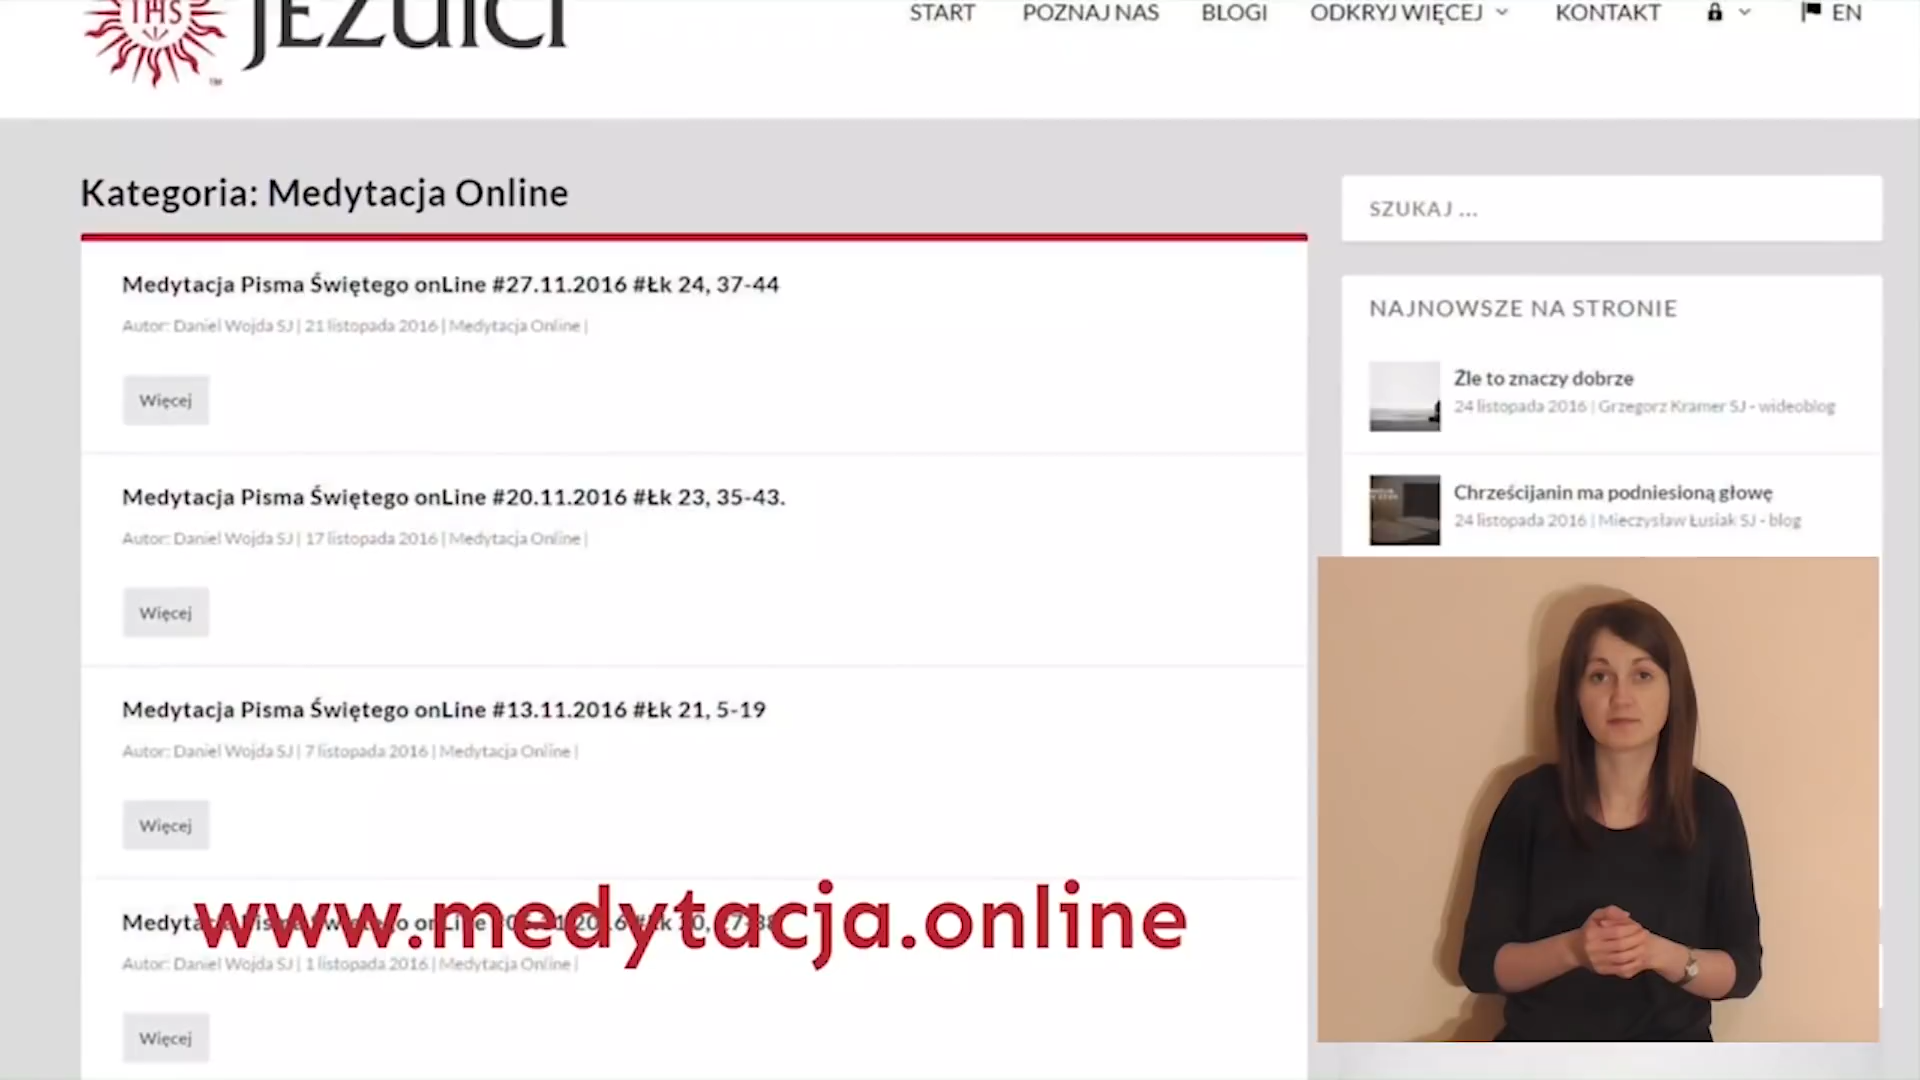 IHS
JEZUICI
START POZNAJ NAS BLOGI ODKRYJ WIĘCEJ KONTAKT EN
Kategoria: Medytacja Online
SZUKAJ ...
Medytacja Pisma Świętego onLine #27.11.2016 #Łk 24, 37-44
Autor: Daniel Wojda SJ | 21 listopada 2016 | Medytacja Online |
Więcej
Medytacja Pisma Świętego onLine #20.11.2016 #Łk 23, 35-43.
Autor: Daniel Wojda SJ | 17 listopada 2016 | Medytacja Online |
Więcej
Medytacja Pisma Świętego onLine #13.11.2016 #Łk 21, 5-19
Autor: Daniel Wojda SJ | 7 listopada 2016 | Medytacja Online |
Więcej
www.medytacja.online
Autor: Daniel Wojda SJ | 1 listopada 2016 | Medytacja Online |
Więcej
NAJNOWSZE NA STRONIE
Źle to znaczy dobrze
24 listopada 2016 | Grzegorz Kramer SJ - wideoblog
Chrześcijanin ma podniesioną głowę
24 listopada 2016 | Mieczysław Łusiak SJ - blog